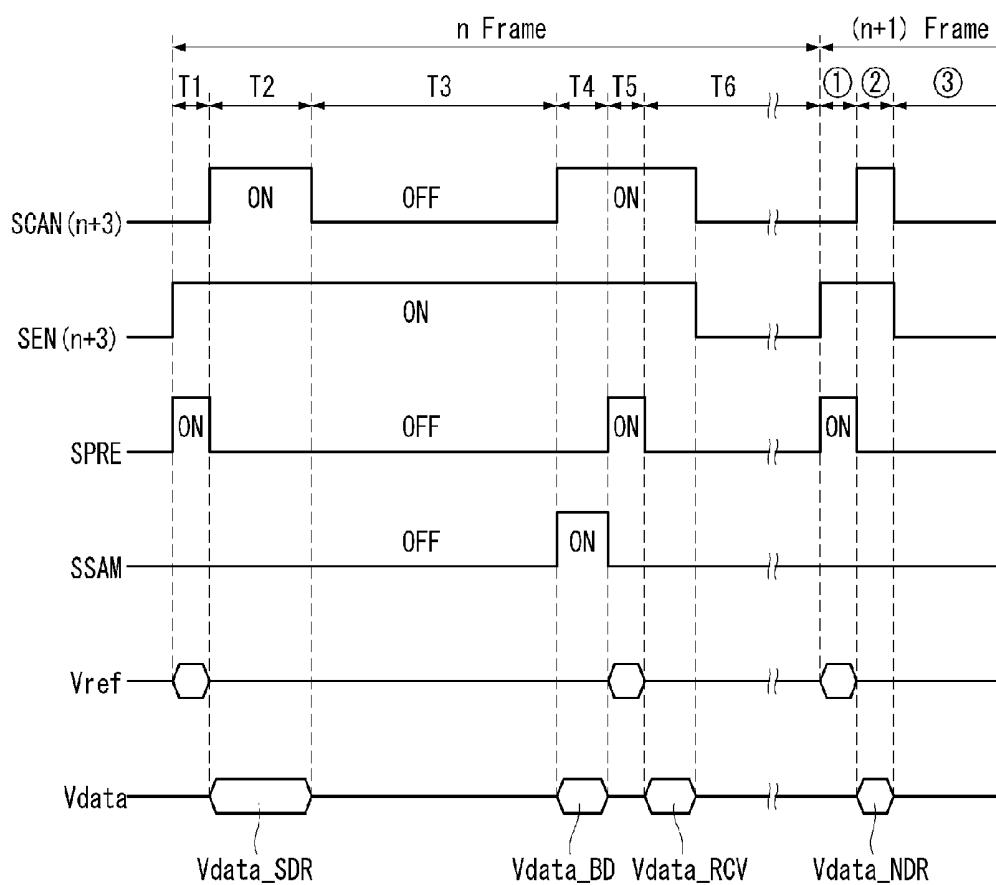 n Frame
(n+1) Frame
T1 T2 T3 T4 T5 T6 ① ② ③
SCAN(n+3) ON OFF ON
SEN(n+3) ON
SPRE ON OFF ON ON
SSAM OFF ON
Vref
Vdata
Vdata_SDR Vdata_BD Vdata_RCV Vdata_NDR